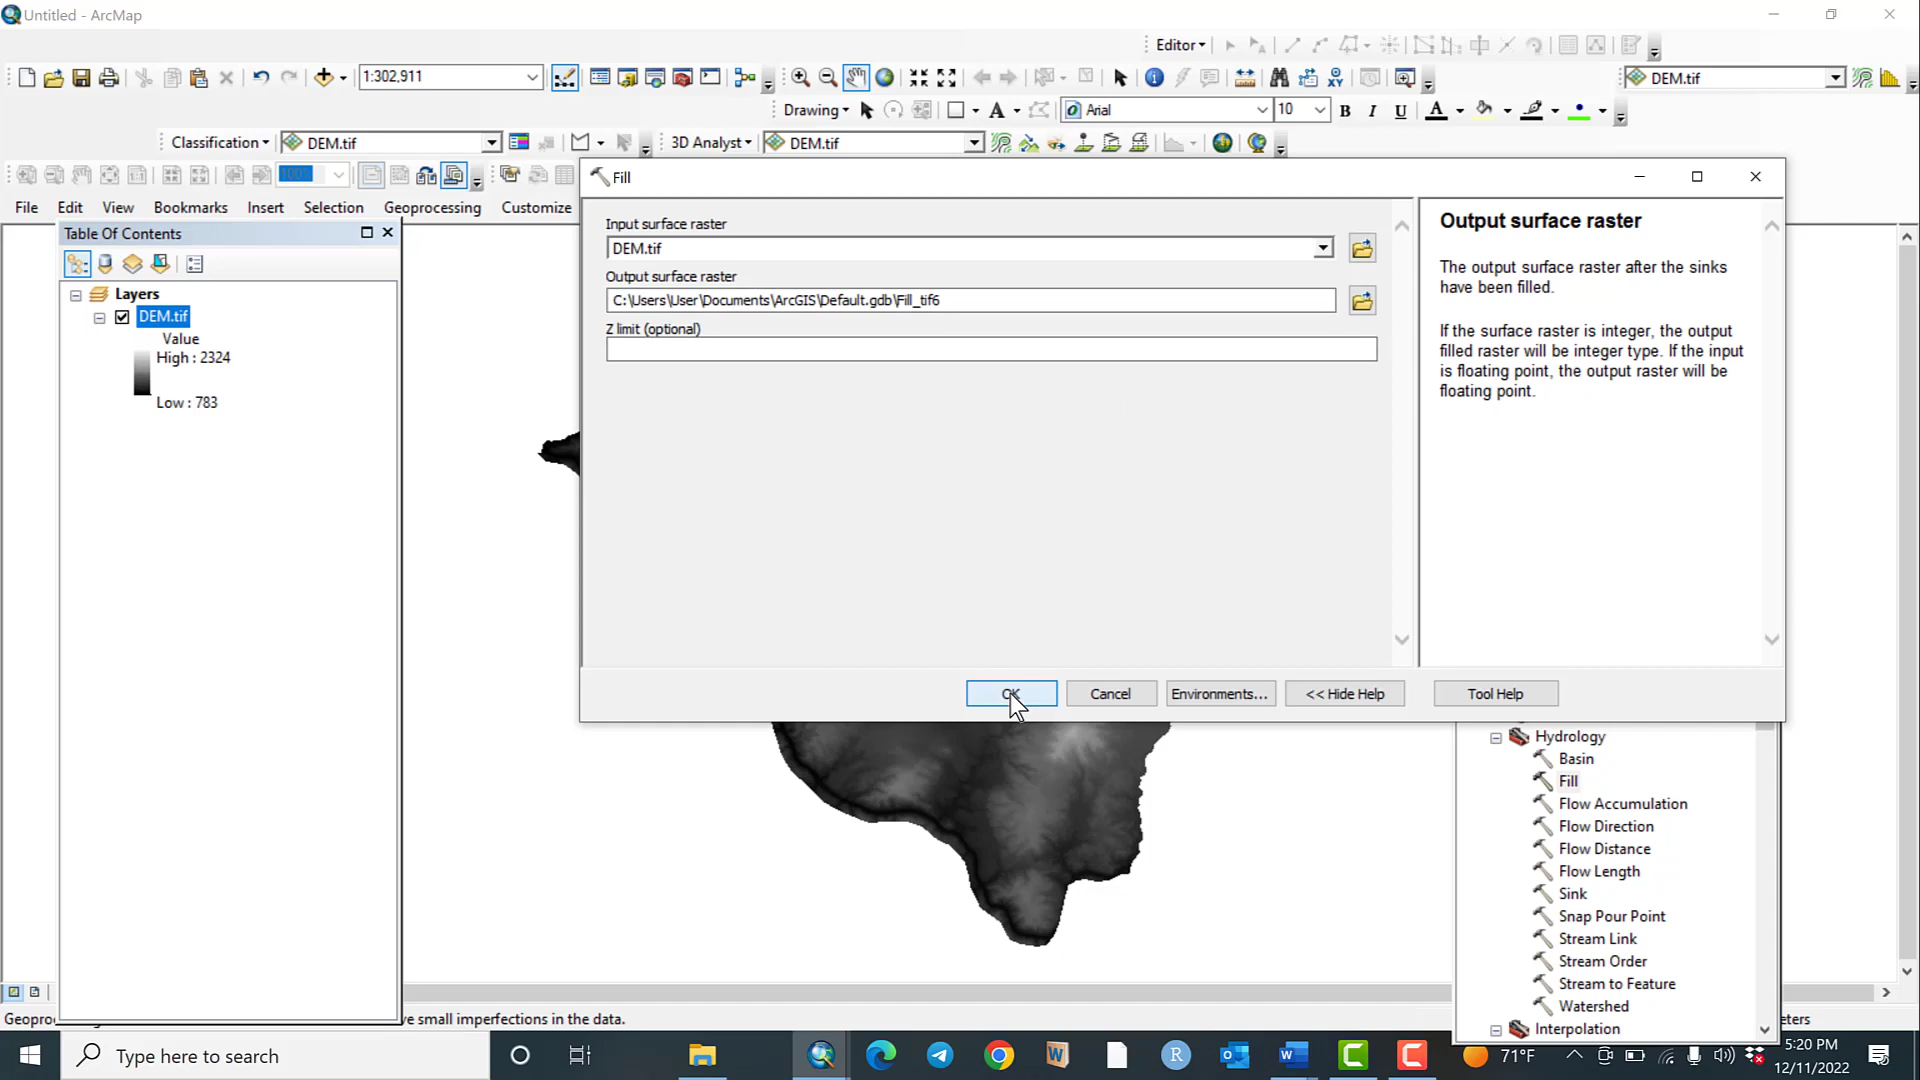 Untitled - ArcMap
Editor
1:302,911
DEM.tif
Drawing
A
Arial
10
B
I
U
A
Classification
DEM.tif
3D Analyst
DEM.tif
File
Edit
View
Bookmarks
Insert
Selection
Geoprocessing
Customize
Table Of Contents
Layers
DEM.tif
Value
High : 2324
Low : 783
Fill
Input surface raster
DEM.tif
Output surface raster
C:\Users\User\Documents\ArcGIS\Default.gdb\Fill_tif6
Z limit (optional)
OK
Cancel
Environments...
<< Hide Help
Tool Help
Output surface raster
The output surface raster after the sinks
have been filled.
If the surface raster is integer, the output
filled raster will be integer type. If the input
is floating point, the output raster will be
floating point.
Hydrology
Basin
Fill
Flow Accumulation
Flow Direction
Flow Distance
Flow Length
Sink
Snap Pour Point
Stream Link
Stream Order
Stream to Feature
Watershed
Interpolation
Geopro
ve small imperfections in the data.
eters
Type here to search
71°F
5:20 PM
12/11/2022